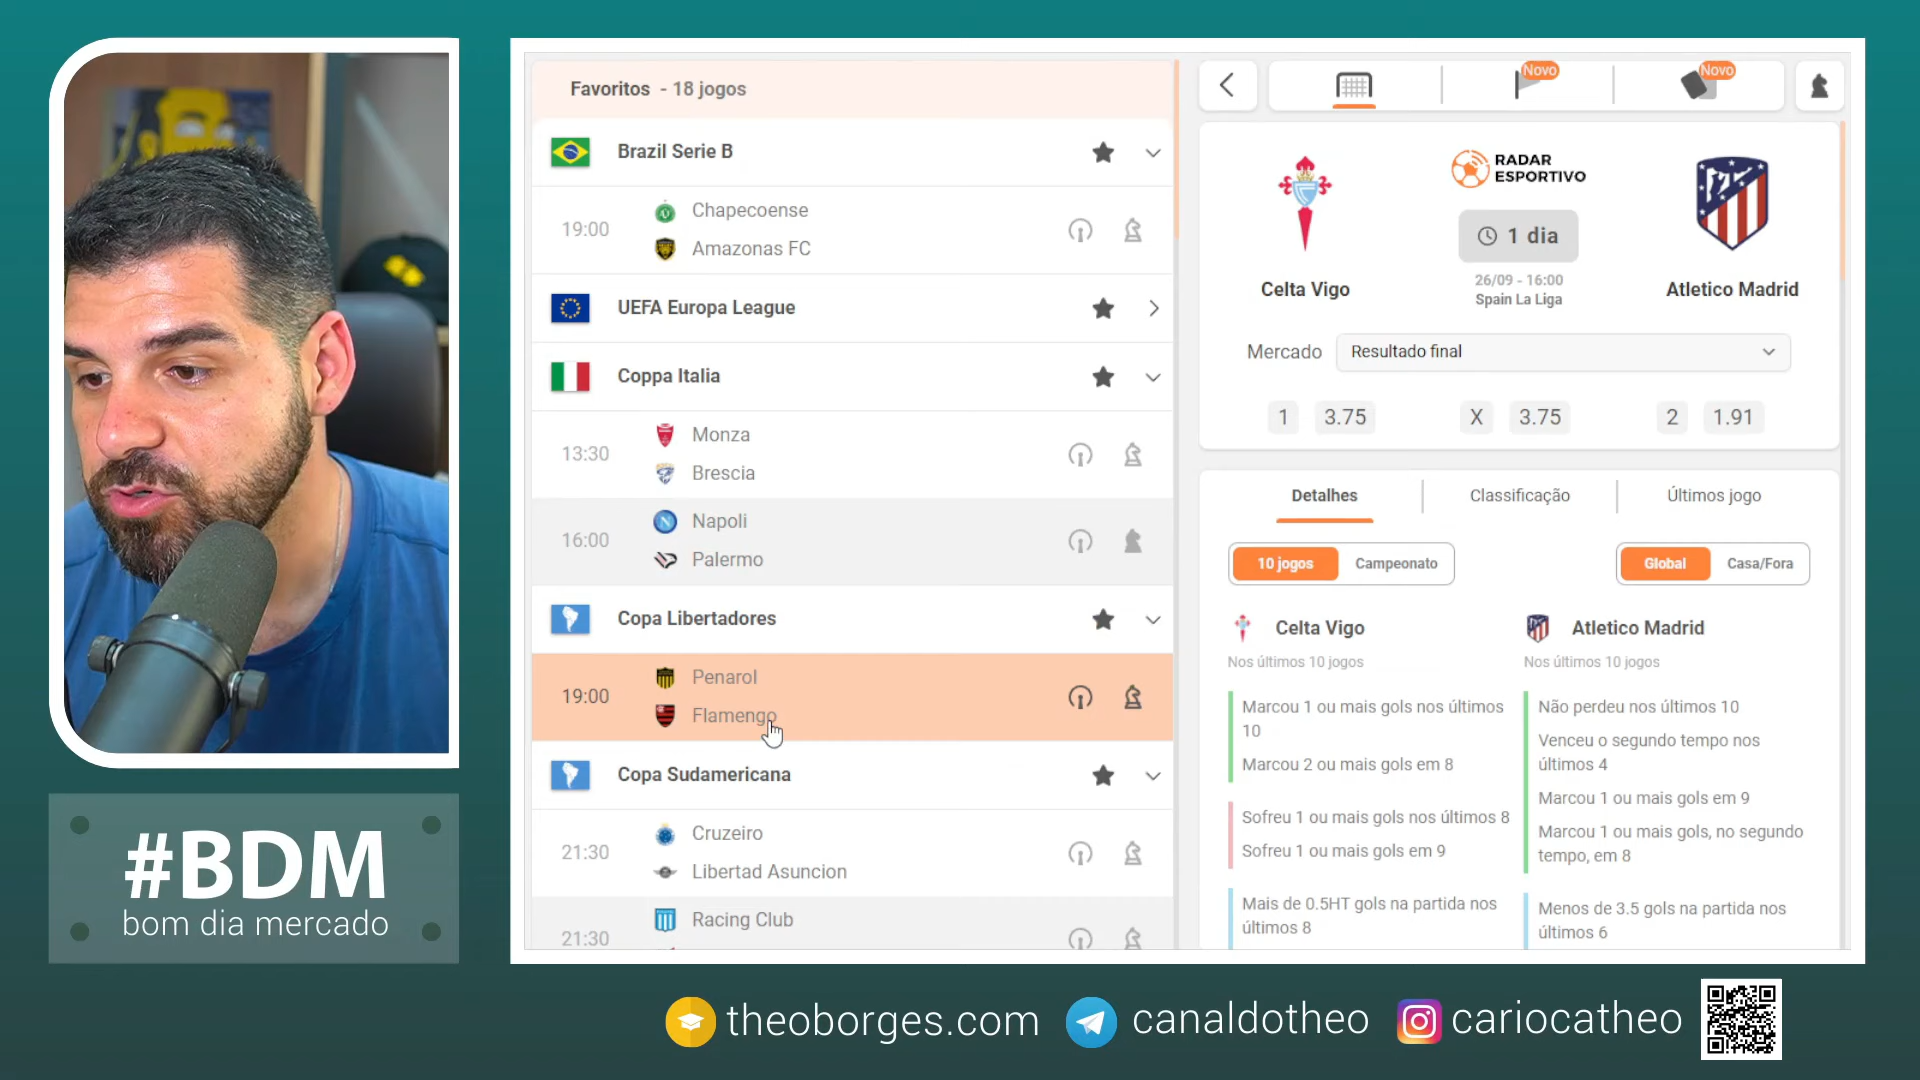 Favoritos - 18 jogos
Brazil Serie B
19:00
Chapecoense
Amazonas FC
UEFA Europa League
Coppa Italia
13:30
Monza
Brescia
16:00
Napoli
Palermo
Copa Libertadores
19:00
Penarol
Flamengo
Copa Sudamericana
21:30
Cruzeiro
Libertad Asuncion
21:30
Racing Club
Novo
Novo
RADAR
ESPORTIVO
1 dia
26/09 - 16:00
Spain La Liga
Celta Vigo
Atletico Madrid
Mercado
Resultado final
1 3.75
X 3.75
2 1.91
Detalhes
Classificação
Últimos jogo
10 jogos
Campeonato
Global
Casa/Fora
Celta Vigo
Nos últimos 10 jogos
Marcou 1 ou mais gols nos últimos
10
Marcou 2 ou mais gols em 8
Sofreu 1 ou mais gols nos últimos 8
Sofreu 1 ou mais gols em 9
Mais de 0.5HT gols na partida nos
últimos 8
Atletico Madrid
Nos últimos 10 jogos
Não perdeu nos últimos 10
Venceu o segundo tempo nos
últimos 4
Marcou 1 ou mais gols em 9
Marcou 1 ou mais gols, no segundo
tempo, em 8
Menos de 3.5 gols na partida nos
últimos 6
#BDM
bom dia mercado
theoborges.com
canaldotheo
cariocatheo